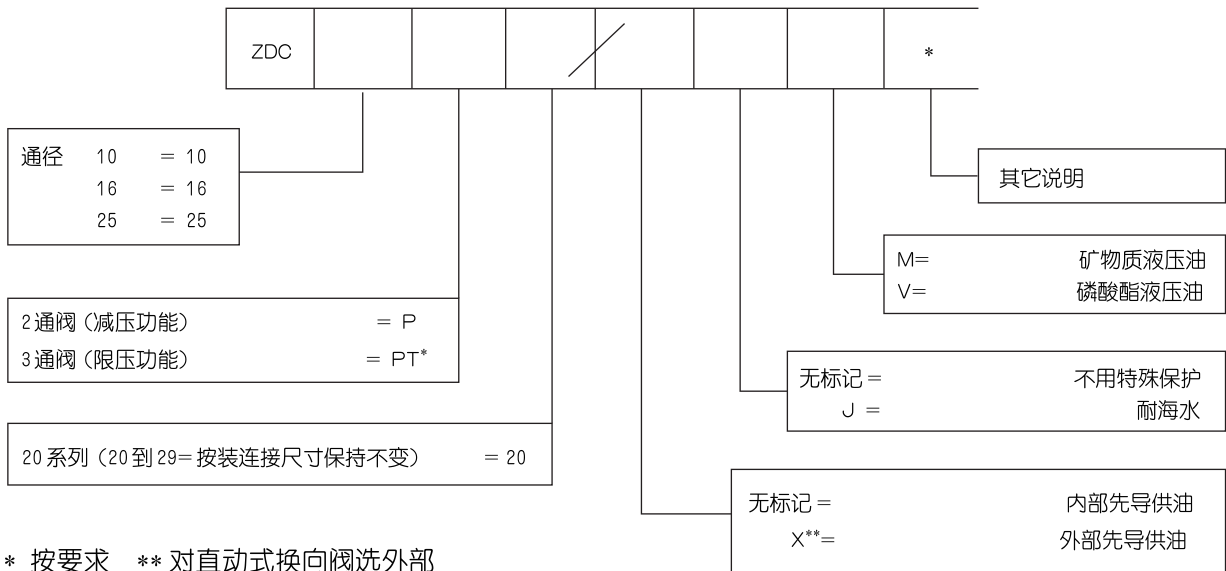 ZDC / *
通径 10 = 10
16 = 16
25 = 25
2通阀（减压功能） = P
3通阀（限压功能） = PT*
20系列（20到29=按装连接尺寸保持不变） = 20
其它说明
M= 矿物质液压油
V= 磷酸酯液压油
无标记= 不用特殊保护
J = 耐海水
无标记= 内部先导供油
X**= 外部先导供油
* 按要求 ** 对直动式换向阀选外部